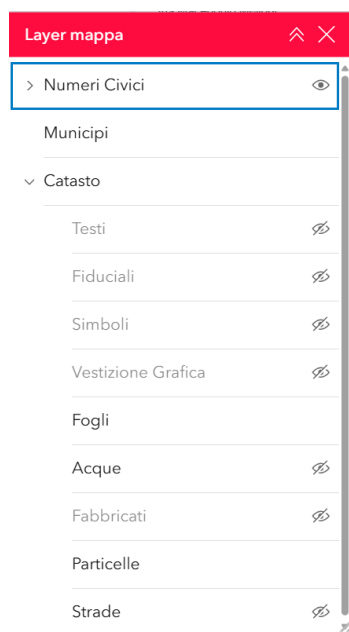 Layer mappa
Numeri Civici
Municipi
Catasto
Testi
Fiduciali
Simboli
Vestizione Grafica
Fogli
Acque
Fabbricati
Particelle
Strade